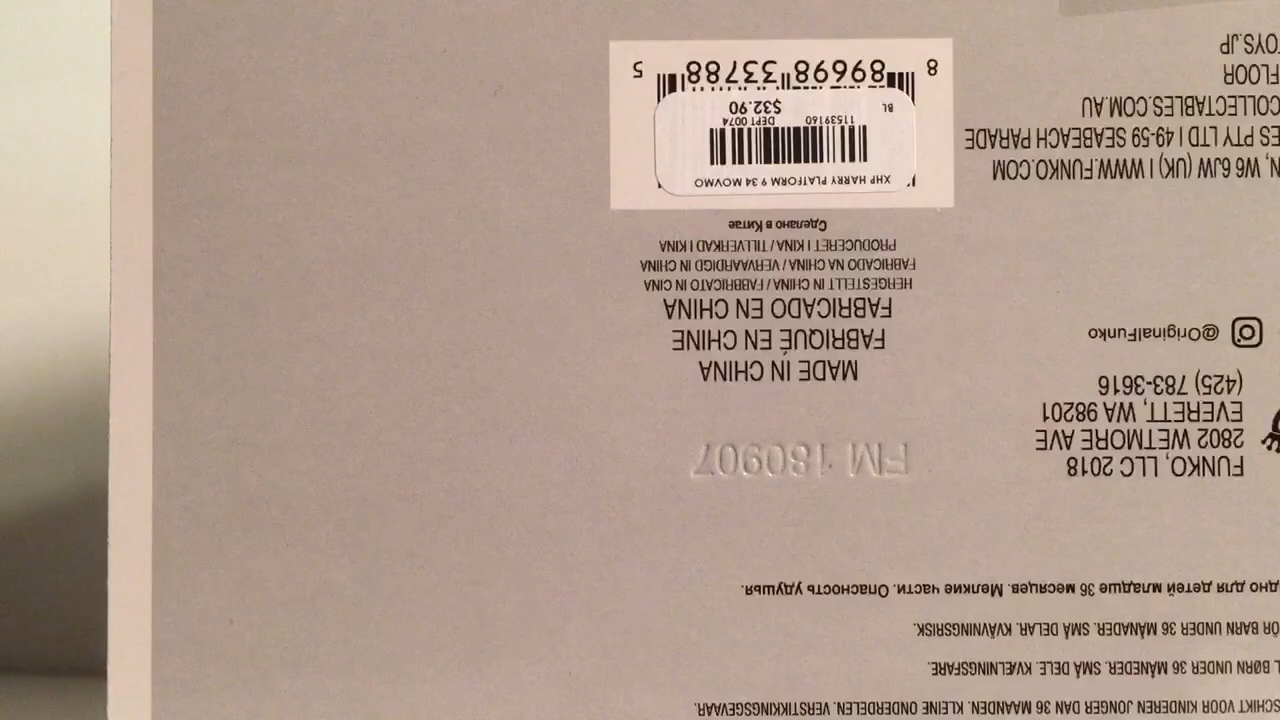 SCHIKT VOOR KINDEREN JONGER DAN 36 MAANDEN. KLEINE ONDERDELEN. VERSTIKKINGSGEVAAR.
L BØRN UNDER 36 MÅNEDER. SMÅ DELE. KVÆLNINGSFARE.
ÖR BARN UNDER 36 MÅNADER. SMÅ DELAR. KVÄVNINGSRISK.
дно для детей младше 36 месяцев. Мелкие части. Опасность удушья.
FUNKO, LLC 2018
2802 WETMORE AVE
EVERETT, WA 98201
(425) 783-3616
@OriginalFunko
N, W6 6JW (UK) | WWW.FUNKO.COM
ES PTY LTD | 49-59 SEABEACH PARADE
COLLECTABLES.COM.AU
FLOOR
OYS.JP
FM 180907
MADE IN CHINA
FABRIQUÉ EN CHINE
FABRICADO EN CHINA
HERGESTELLT IN CHINA / FABBRICATO IN CINA
FABRICADO NA CHINA / VERVAARDIGD IN CHINA
PRODUCERET I KINA / TILLVERKAD I KINA
Сделано в Китае
XHP HARRY PLATFORM 9 34 MOVMO
11539160 DEPT 0074
BL $32.90
8 89698 33788 5